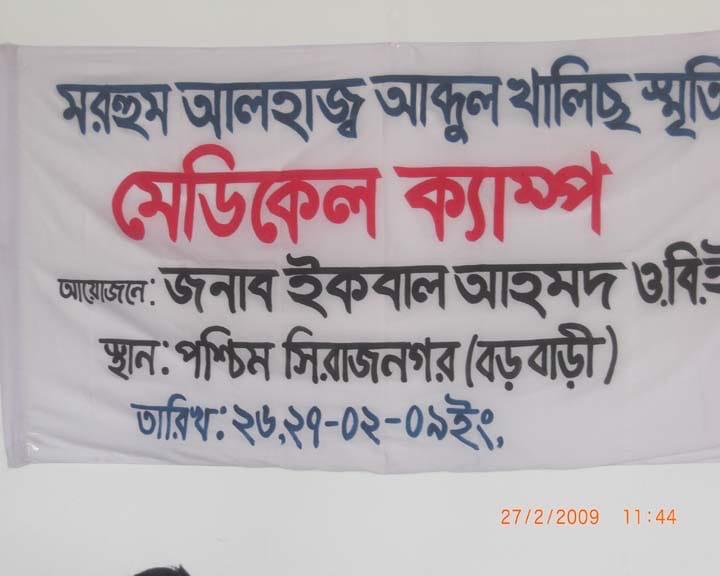 মরহুম আলহাজ্ব আব্দুল খালিছ স্মৃতি
মেডিকেল ক্যাম্প
আয়োজনে: জনাব ইকবাল আহমদ ও.বি.ই
স্থান: পশ্চিম সিরাজনগর (বড়বাড়ী)
তারিখ: ২৬,২৭-০২-০৯ইং,
27/2/2009 11:44